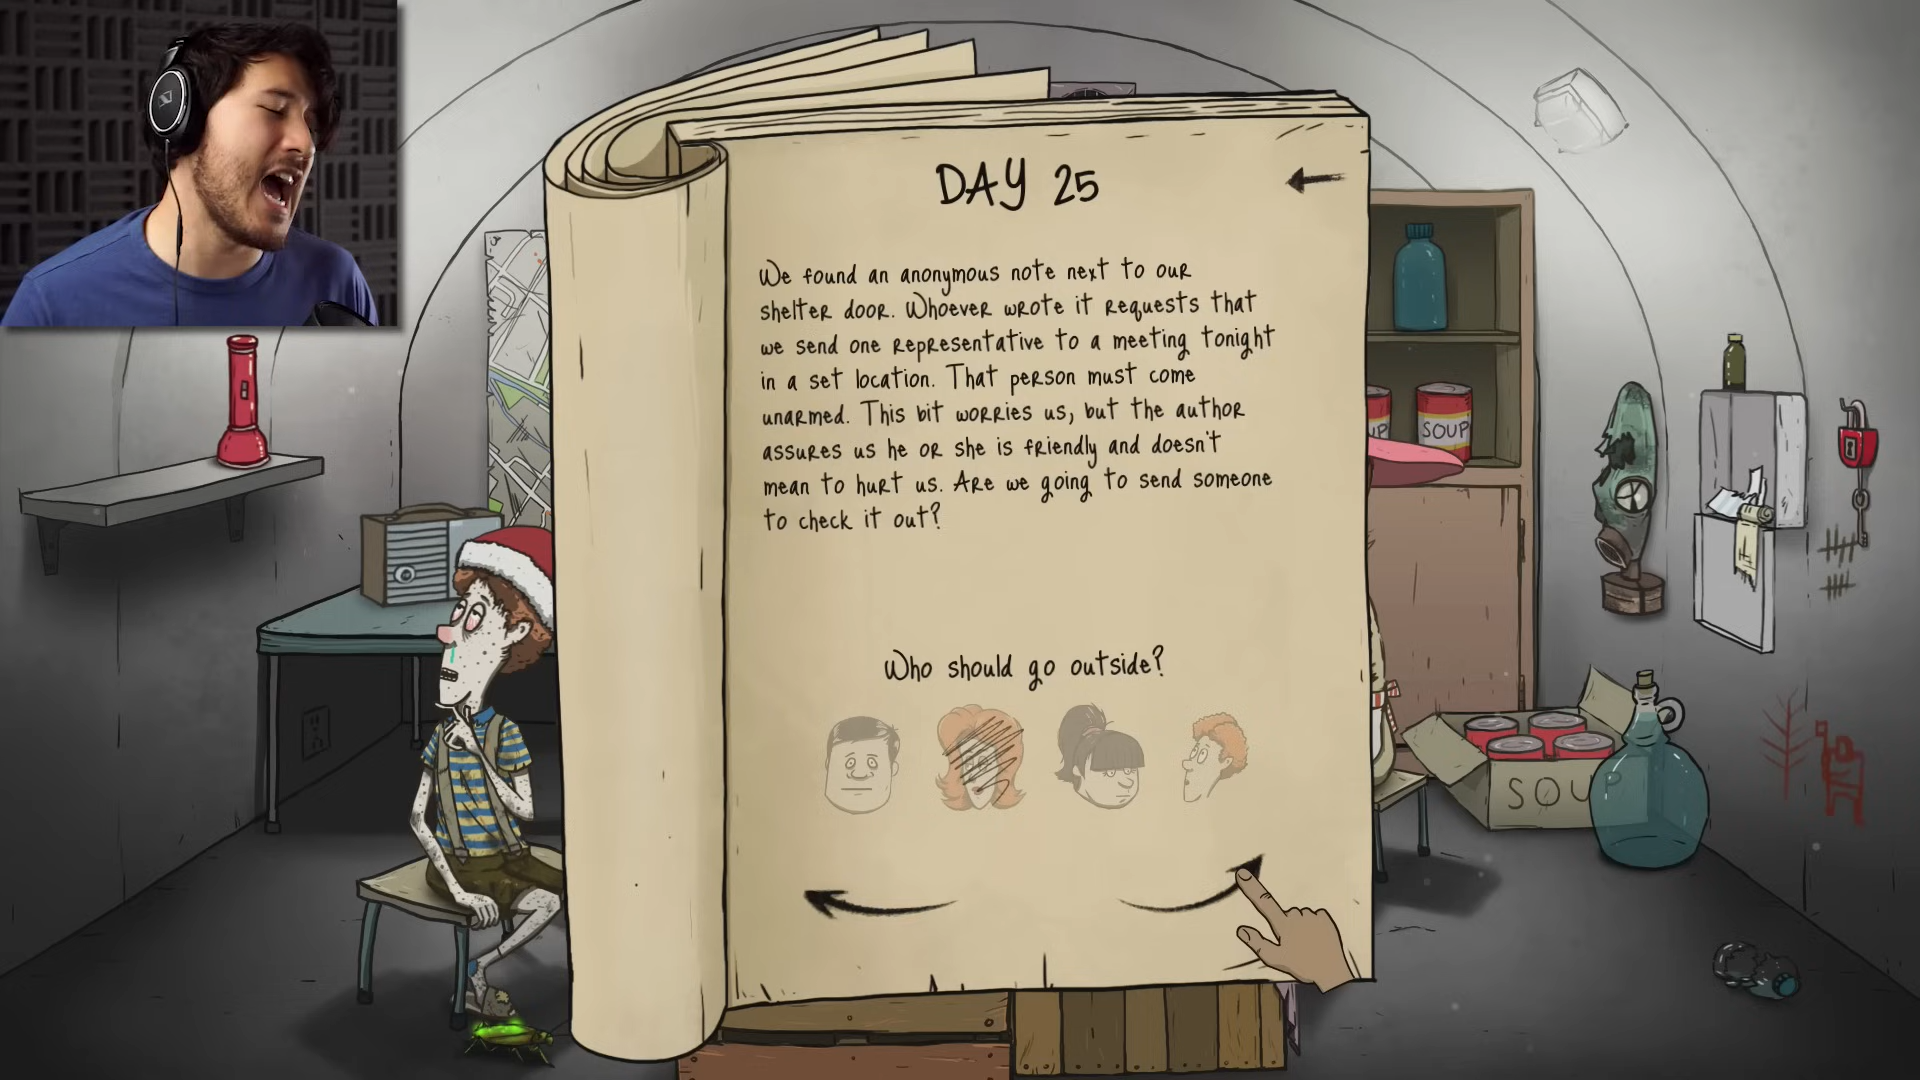 DAY 25
We found an anonymous note next to our
shelter door. Whoever wrote it requests that
we send one representative to a meeting tonight
in a set location. That person must come
unarmed. This bit worries us, but the author
assures us he or she is friendly and doesn't
mean to hurt us. Are we going to send someone
to check it out?
Who should go outside?
UP
SOUP
SOU